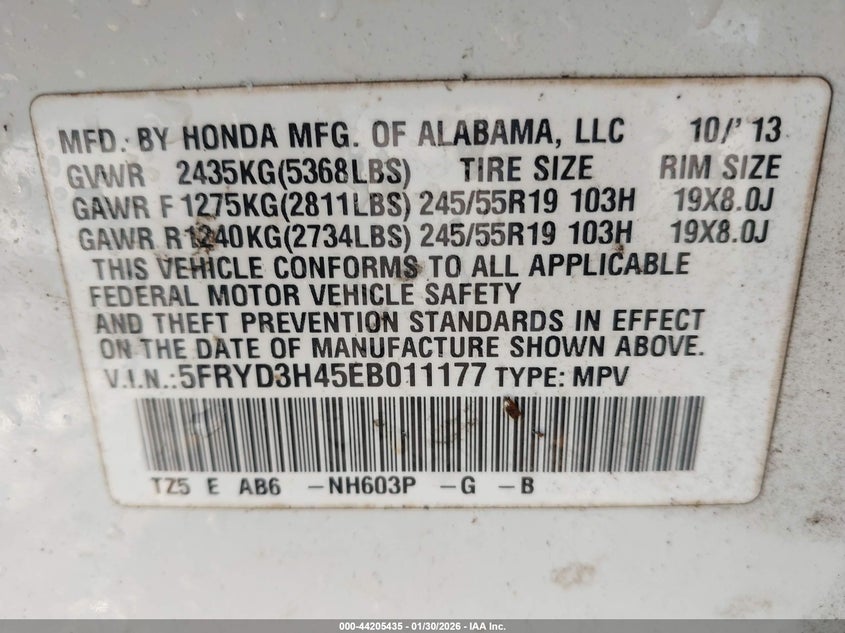 MFD. BY HONDA MFG. OF ALABAMA, LLC 10/'13
GVWR 2435KG(5368LBS) TIRE SIZE RIM SIZE
GAWR F 1275KG(2811LBS) 245/55R19 103H 19X8.0J
GAWR R1240KG(2734LBS) 245/55R19 103H 19X8.0J
THIS VEHICLE CONFORMS TO ALL APPLICABLE
FEDERAL MOTOR VEHICLE SAFETY
AND THEFT PREVENTION STANDARDS IN EFFECT
ON THE DATE OF MANUFACTURE SHOWN ABOVE.
V.I.N.:5FRYD3H45EB011177 TYPE: MPV
TZ5 E AB6 -NH603P -G -B
000-44205435 - 01/30/2026 - IAA Inc.